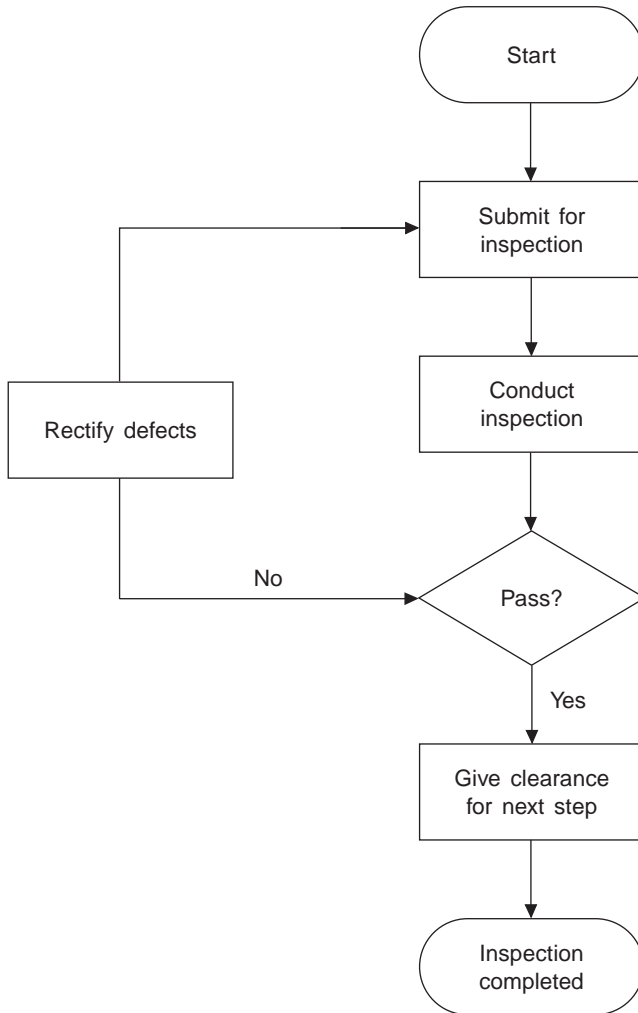 Start
Submit for
inspection
Conduct
inspection
Rectify defects
No
Pass?
Yes
Give clearance
for next step
Inspection
completed